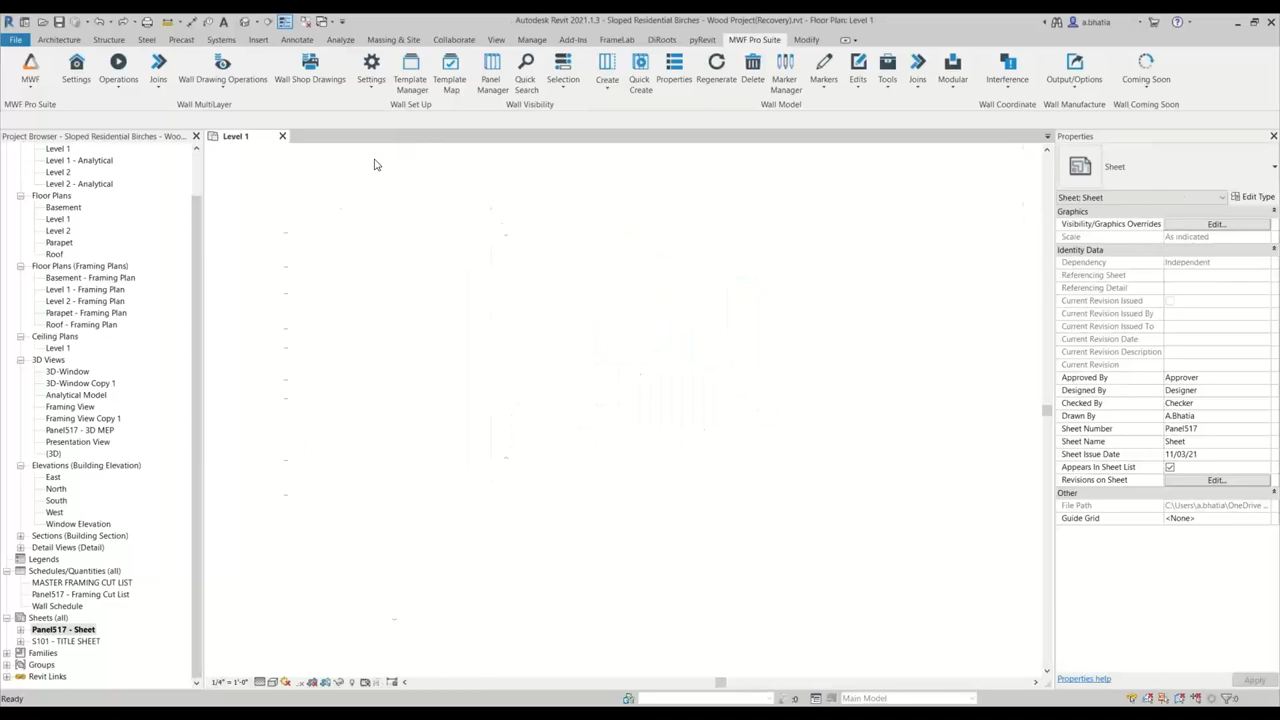 Autodesk Revit 2021.1.3 - Sloped Residential Birches - Wood Project(Recovery).rvt - Floor Plan: Level 1
a.bhatia
File Architecture Structure Steel Precast Systems Insert Annotate Analyze Massing & Site Collaborate View Manage Add-Ins FrameLab DiRoots pyRevit MWF Pro Suite Modify
MWF Settings Operations Joins Wall Drawing Operations Wall Shop Drawings Settings Template Manager Template Map Panel Manager Quick Search Selection Create Quick Create Properties Regenerate Delete Marker Manager Markers Edits Tools Joins Modular Interference Output/Options Coming Soon
MWF Pro Suite Wall MultiLayer Wall Set Up Wall Visibility Wall Model Wall Coordinate Wall Manufacture Wall Coming Soon
Project Browser - Sloped Residential Birches - Woo...
Level 1
Level 1 - Analytical
Level 2
Level 2 - Analytical
Floor Plans
Basement
Level 1
Level 2
Parapet
Roof
Floor Plans (Framing Plans)
Basement - Framing Plan
Level 1 - Framing Plan
Level 2 - Framing Plan
Parapet - Framing Plan
Roof - Framing Plan
Ceiling Plans
Level 1
3D Views
3D-Window
3D-Window Copy 1
Analytical Model
Framing View
Framing View Copy 1
Panel517 - 3D MEP
Presentation View
{3D}
Elevations (Building Elevation)
East
North
South
West
Window Elevation
Sections (Building Section)
Detail Views (Detail)
Legends
Schedules/Quantities (all)
MASTER FRAMING CUT LIST
Panel517 - Framing Cut List
Wall Schedule
Sheets (all)
Panel517 - Sheet
S101 - TITLE SHEET
Families
Groups
Revit Links
Level 1
1/4" = 1'-0"
Properties
Sheet
Sheet: Sheet Edit Type
Graphics
Visibility/Graphics Overrides Edit...
Scale As indicated
Identity Data
Dependency Independent
Referencing Sheet
Referencing Detail
Current Revision Issued
Current Revision Issued By
Current Revision Issued To
Current Revision Date
Current Revision Description
Current Revision
Approved By Approver
Designed By Designer
Checked By Checker
Drawn By A.Bhatia
Sheet Number Panel517
Sheet Name Sheet
Sheet Issue Date 11/03/21
Appears In Sheet List
Revisions on Sheet Edit...
Other
File Path C:\Users\a.bhatia\OneDrive ...
Guide Grid <None>
Properties help Apply
Ready :0 Main Model :0